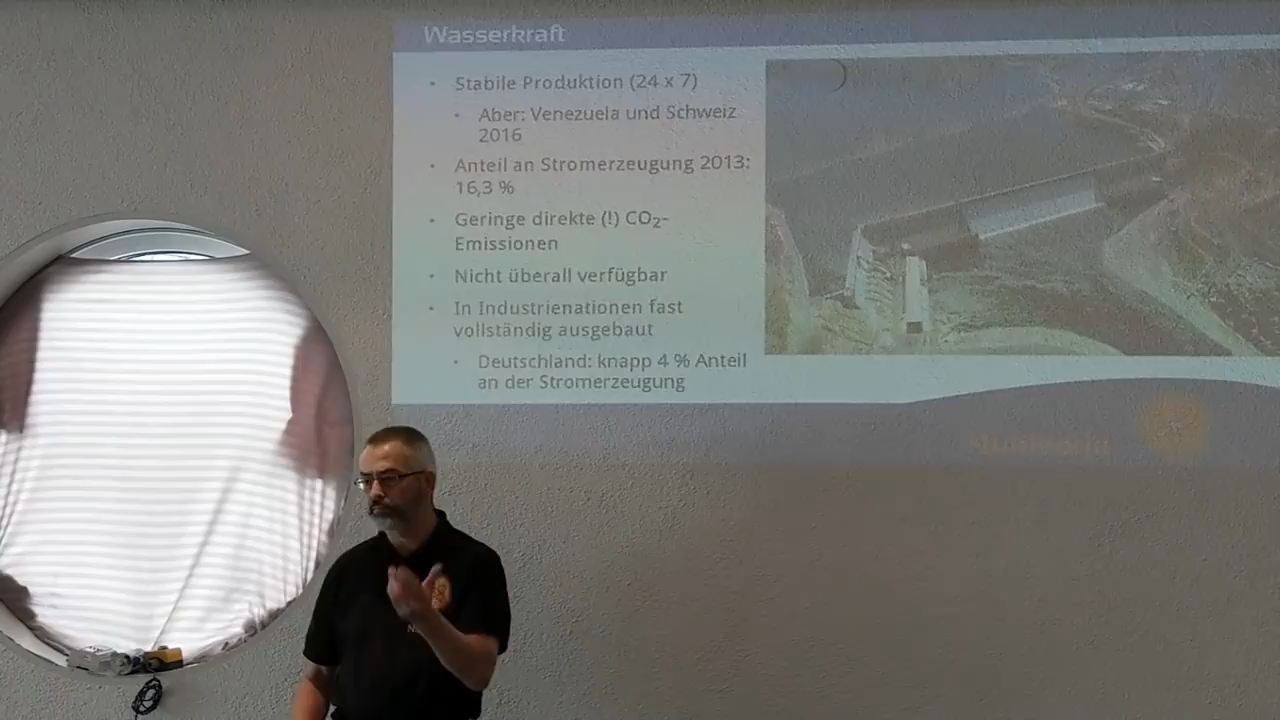 Wasserkraft
• Stabile Produktion (24 x 7)
• Aber: Venezuela und Schweiz
2016
• Anteil an Stromerzeugung 2013:
16,3 %
• Geringe direkte (!) CO₂-
Emissionen
• Nicht überall verfügbar
• In Industrienationen fast
vollständig ausgebaut
• Deutschland: knapp 4 % Anteil
an der Stromerzeugung